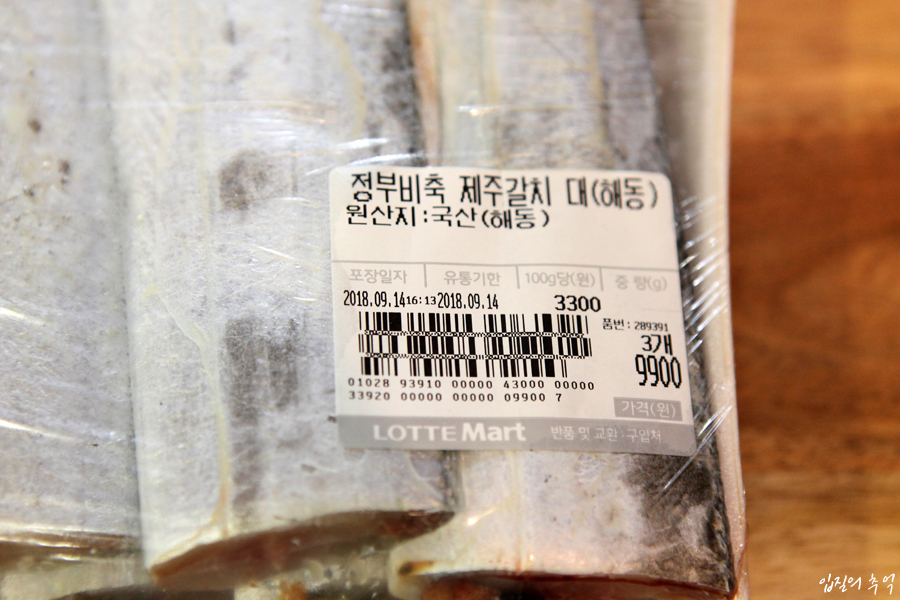 정부비축 제주갈치 대(해동)
원산지:국산(해동)
포장일자 유통기한 100g당(원) 중 량(g)
2018.09.14 16:13 2018.09.14 3300
품번: 289391
3개
9900
01028 93910 00000 43000 00000
33920 00000 00000 09900 7
가격(원)
LOTTE Mart 반품 및 교환:구입처
입질의 추억